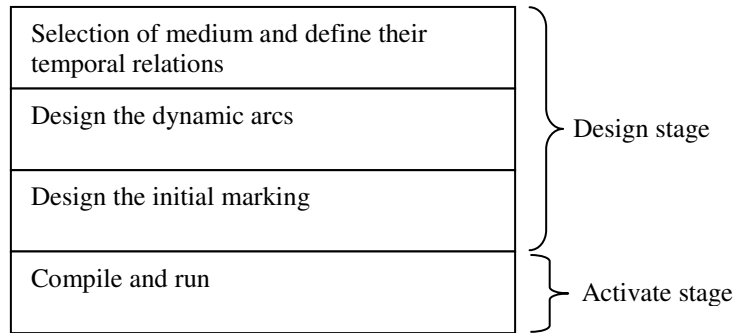 Selection of medium and define their
temporal relations
Design the dynamic arcs
Design stage
Design the initial marking
Compile and run
Activate stage